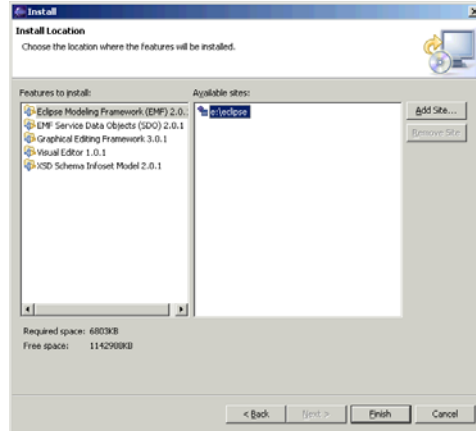 Install
Install Location
Choose the location where the features will be installed.
Features to install:
Available sites:
Eclipse Modeling Framework (EMF) 2.0.
EMF Service Data Objects (SDO) 2.0.1
Graphical Editing Framework 3.0.1
Visual Editor 1.0.1
XSD Schema Infoset Model 2.0.1
e:\eclipse
Add Site...
Remove Site
Required space: 6803KB
Free space: 1142988KB
< Back
Next >
Finish
Cancel